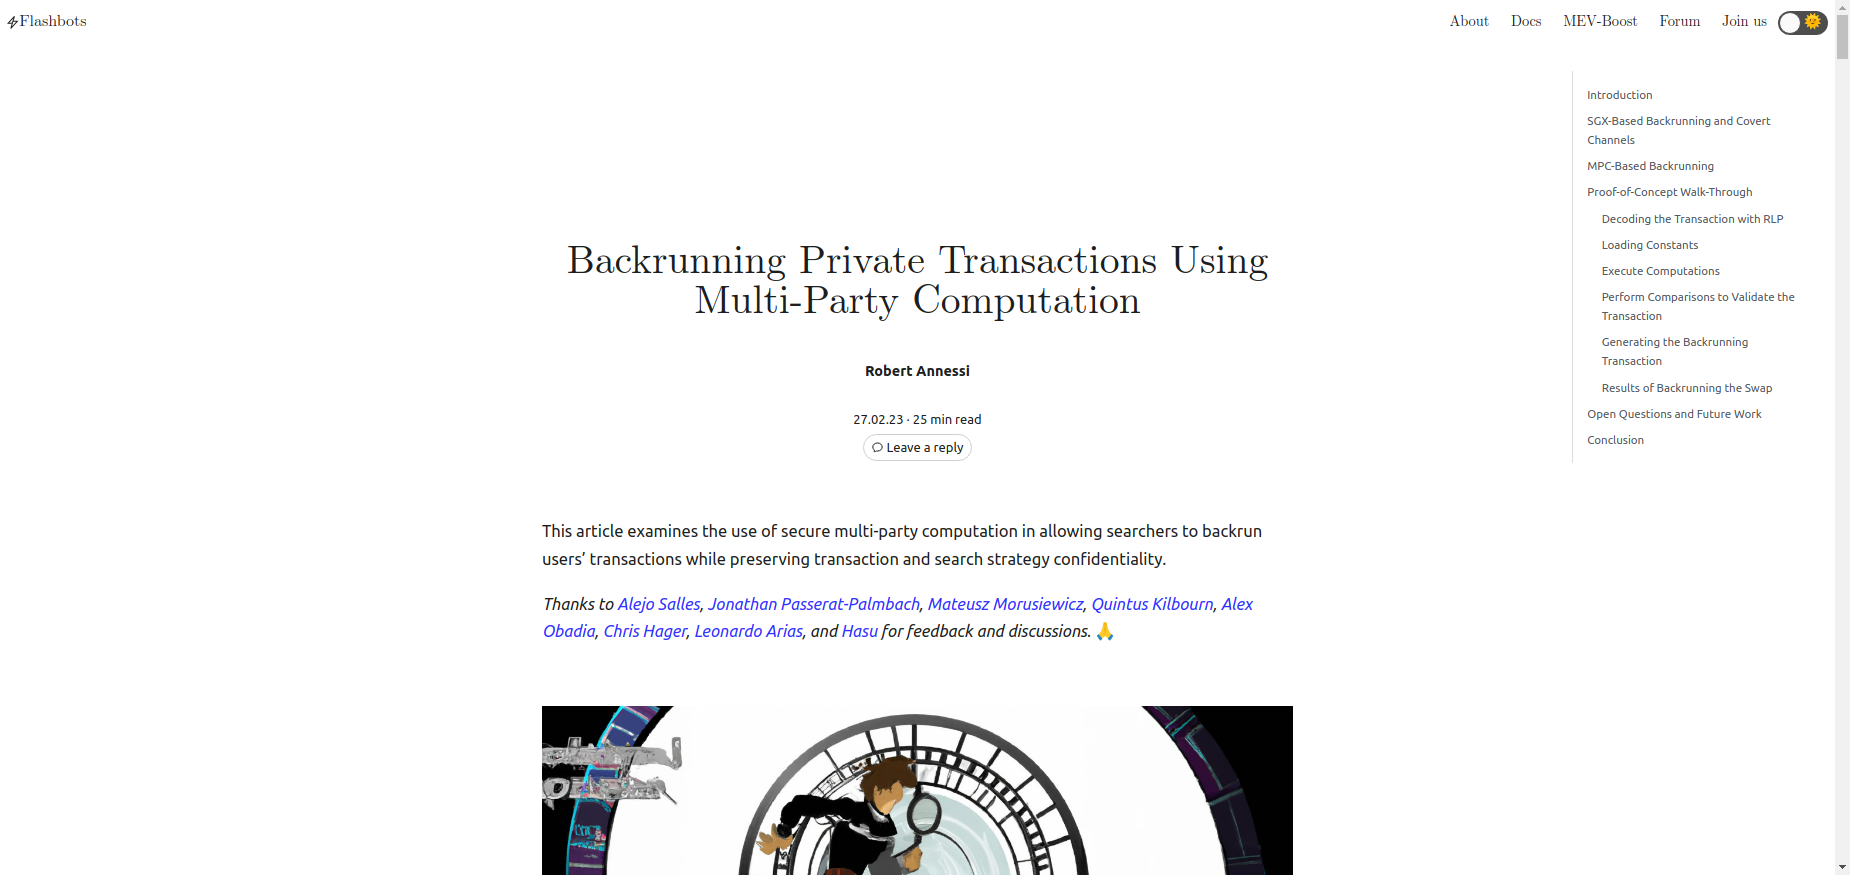 Flashbots
About Docs MEV-Boost Forum Join us
Introduction
SGX-Based Backrunning and Covert
Channels
MPC-Based Backrunning
Proof-of-Concept Walk-Through
Decoding the Transaction with RLP
Loading Constants
Execute Computations
Perform Comparisons to Validate the
Transaction
Generating the Backrunning
Transaction
Results of Backrunning the Swap
Open Questions and Future Work
Conclusion
Backrunning Private Transactions Using
Multi-Party Computation
Robert Annessi
27.02.23 · 25 min read
Leave a reply
This article examines the use of secure multi-party computation in allowing searchers to backrun
users’ transactions while preserving transaction and search strategy confidentiality.
Thanks to Alejo Salles, Jonathan Passerat-Palmbach, Mateusz Morusiewicz, Quintus Kilbourn, Alex
Obadia, Chris Hager, Leonardo Arias, and Hasu for feedback and discussions. 🙏